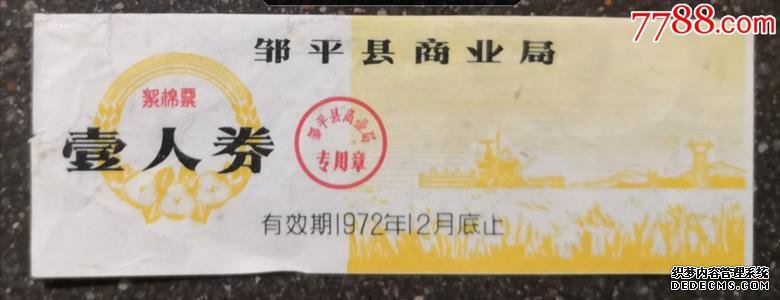 7788.com
邹平县商业局
絮棉票
壹人券
邹平县商业局
专用章
有效期1972年12月底止
织梦内容管理系统
DEDECMS.COM